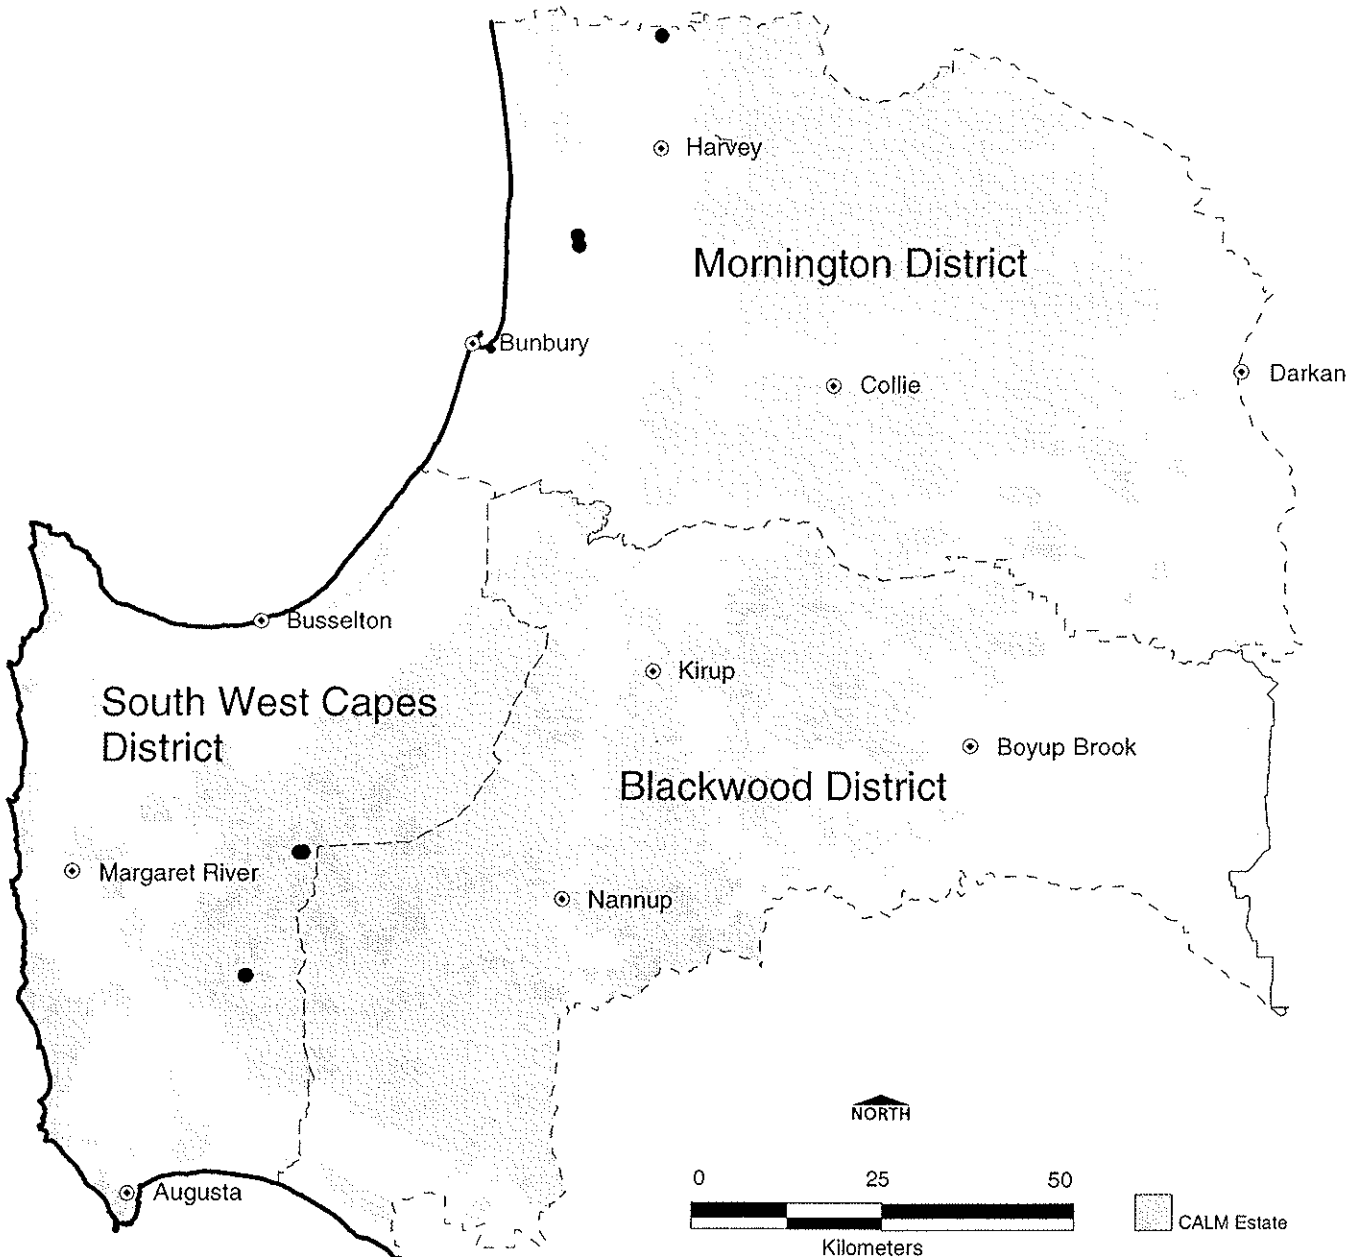 Harvey
Mornington District
Bunbury
Collie
Darkan
Busselton
Kirup
South West Capes
District
Boyup Brook
Blackwood District
Margaret River
Nannup
NORTH
Augusta
0 25 50
CALM Estate
Kilometers